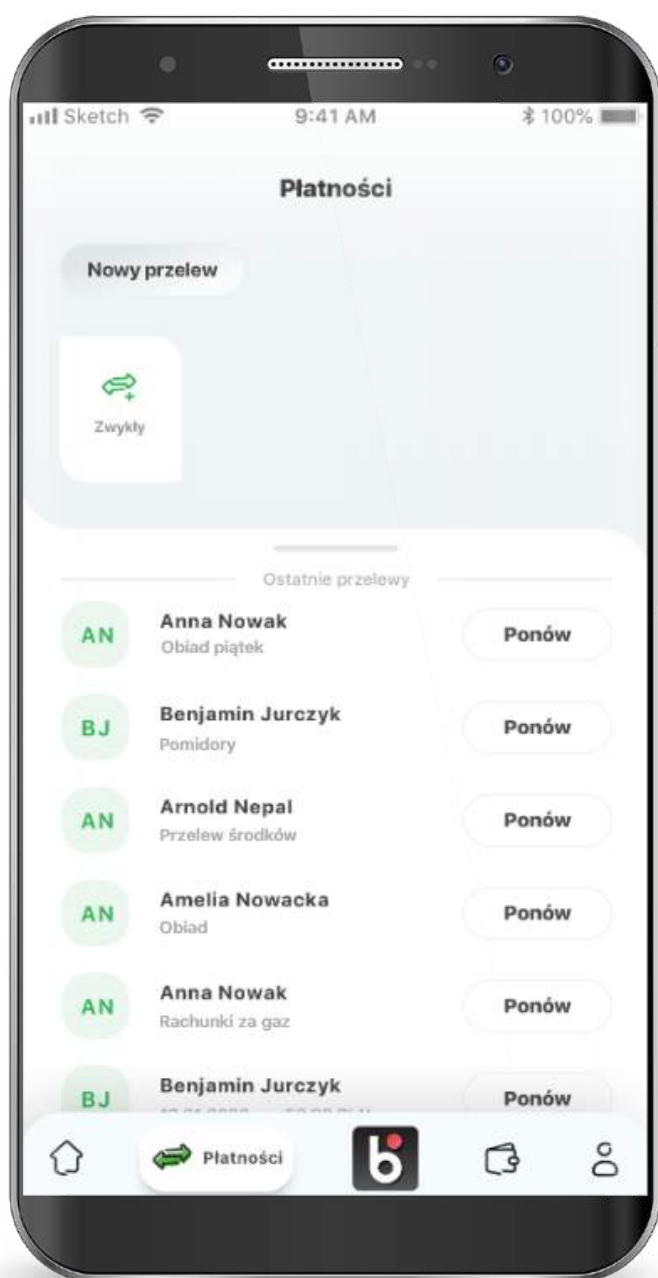 Sketch 9:41 AM 100%
Płatności
Nowy przelew
Zwykły
Ostatnie przelewy
AN Anna Nowak Ponów
Obiad piątek
BJ Benjamin Jurczyk Ponów
Pomidory
AN Arnold Nepal Ponów
Przelew środków
AN Amelia Nowacka Ponów
Obiad
AN Anna Nowak Ponów
Rachunki za gaz
BJ Benjamin Jurczyk Ponów
Płatności b